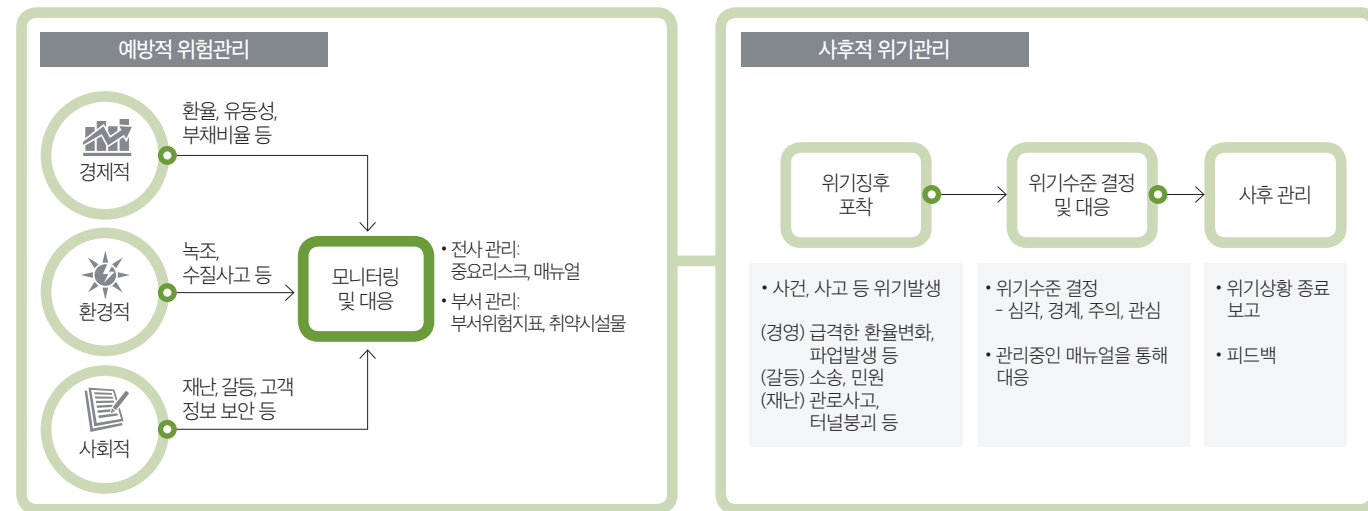 예방적 위험관리
환율, 유동성,
부채비율 등
경제적
녹조,
수질사고 등
환경적
재난, 갈등, 고객
정보 보안 등
사회적
모니터링
및 대응
• 전사 관리:
중요리스크, 매뉴얼
• 부서 관리:
부서위험지표, 취약시설물
사후적 위기관리
위기징후
포착
• 사건, 사고 등 위기발생
(경영) 급격한 환율변화,
파업발생 등
(갈등) 소송, 민원
(재난) 관로사고,
터널붕괴 등
위기수준 결정
및 대응
• 위기수준 결정
- 심각, 경계, 주의, 관심
• 관리중인 매뉴얼을 통해
대응
사후 관리
• 위기상황 종료
보고
• 피드백